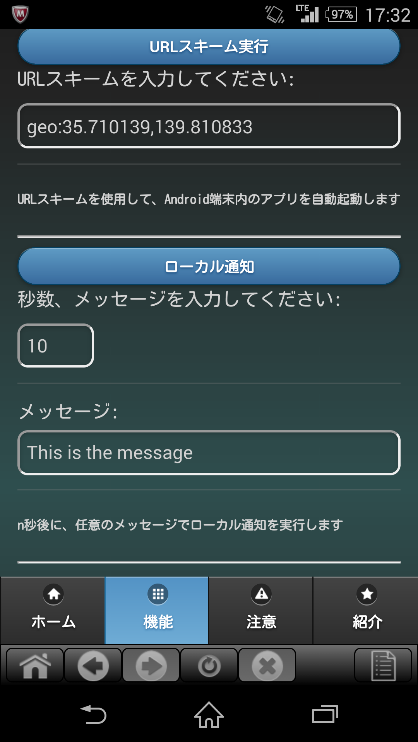 LTE 97% 17:32
URLスキーム実行
URLスキームを入力してください:
geo:35.710139,139.810833
URLスキームを使用して、Android端末内のアプリを自動起動します
ローカル通知
秒数、メッセージを入力してください:
10
メッセージ:
This is the message
n秒後に、任意のメッセージでローカル通知を実行します
ホーム 機能 注意 紹介